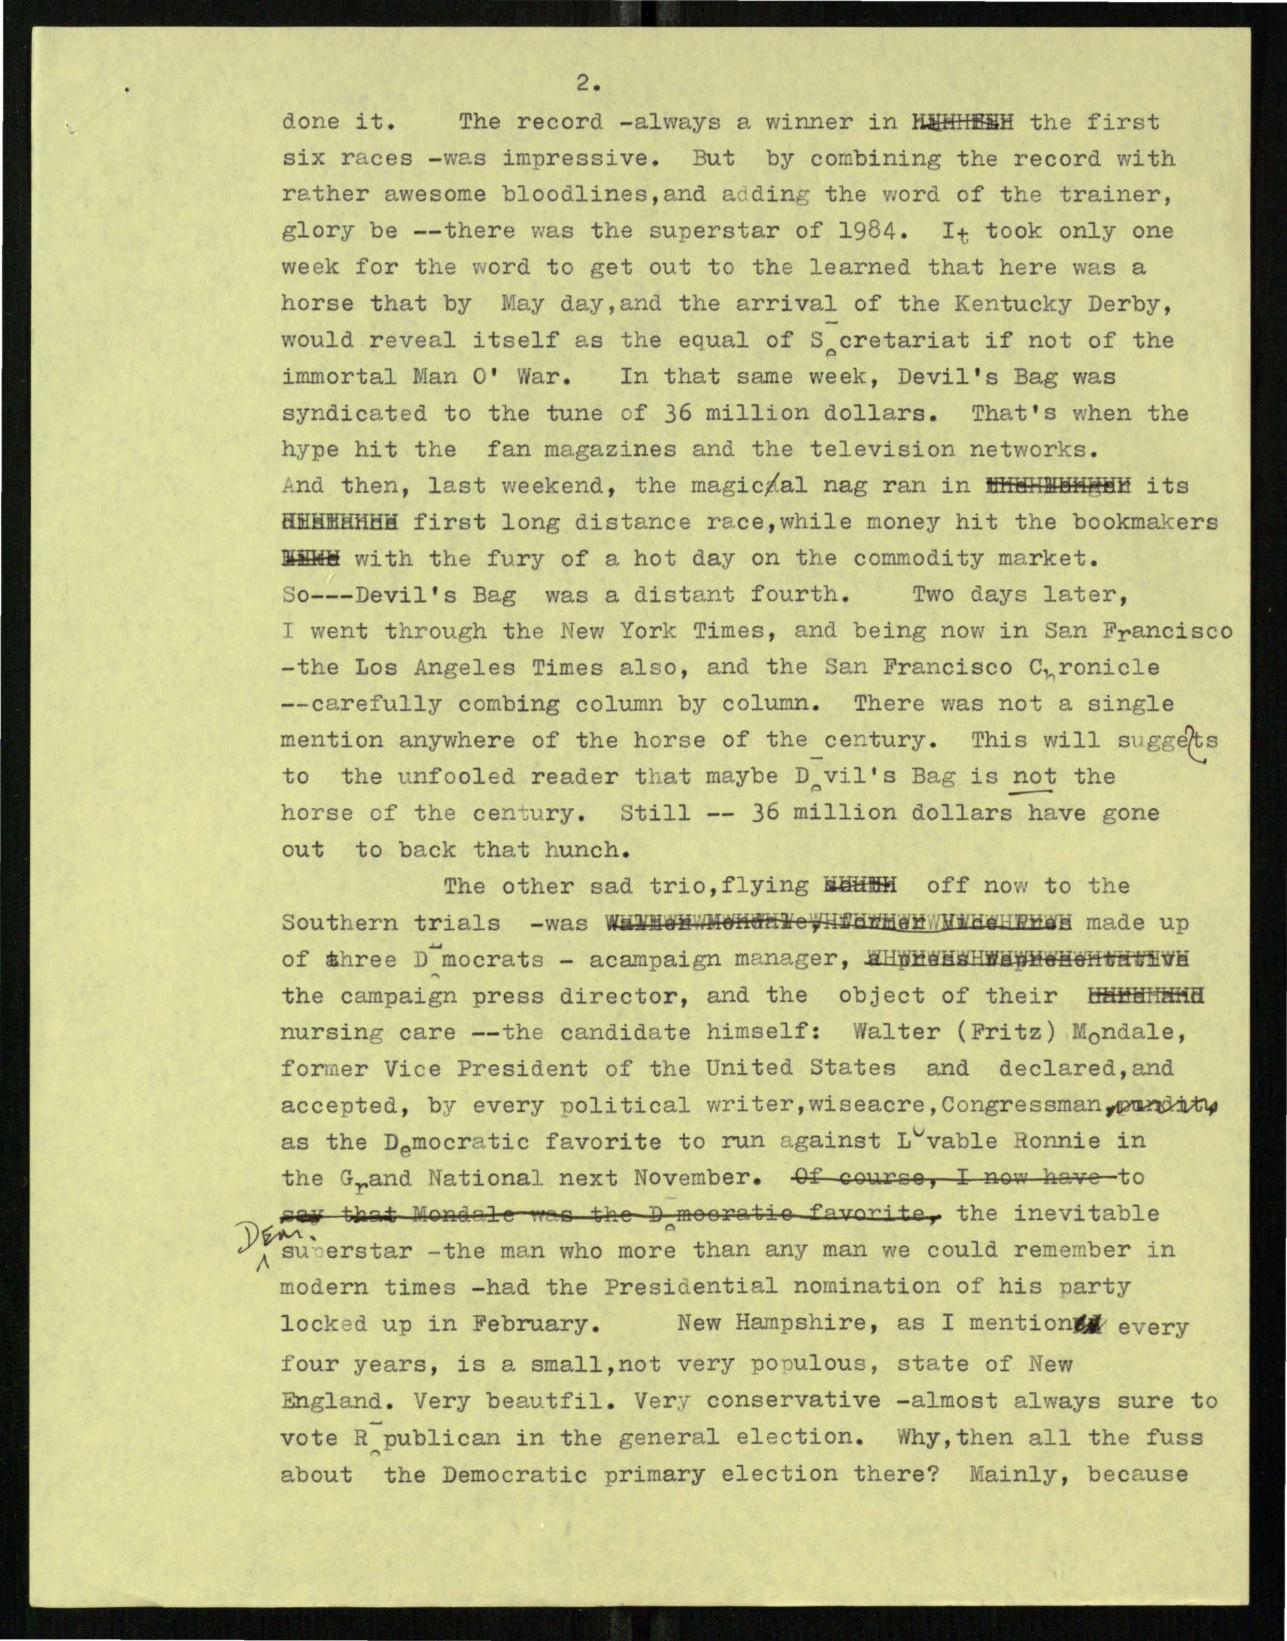 2.
done it. The record -always a winner in the first
six races -was impressive. But by combining the record with
rather awesome bloodlines,and adding the word of the trainer,
glory be --there was the superstar of 1984. It took only one
week for the word to get out to the learned that here was a
horse that by May day,and the arrival of the Kentucky Derby,
would reveal itself as the equal of Secretariat if not of the
immortal Man O' War. In that same week, Devil's Bag was
syndicated to the tune of 36 million dollars. That's when the
hype hit the fan magazines and the television networks.
And then, last weekend, the magical nag ran in its
first long distance race,while money hit the bookmakers
with the fury of a hot day on the commodity market.
So---Devil's Bag was a distant fourth. Two days later,
I went through the New York Times, and being now in San Francisco
-the Los Angeles Times also, and the San Francisco Chronicle
--carefully combing column by column. There was not a single
mention anywhere of the horse of the century. This will suggets
to the unfooled reader that maybe Devil's Bag is not the
horse of the century. Still -- 36 million dollars have gone
out to back that hunch.
The other sad trio,flying off now to the
Southern trials -was Walter Mondale, former Vice Pres made up
of three Democrats - acampaign manager, a press representative
the campaign press director, and the object of their
nursing care --the candidate himself: Walter (Fritz) Mondale,
former Vice President of the United States and declared,and
accepted, by every political writer,wiseacre,Congressman,pundit,
as the Democratic favorite to run against Lovable Ronnie in
the Grand National next November. Of course, I now have to
say that Mondale was the Democratic favorite, the inevitable
Dem. superstar -the man who more than any man we could remember in
modern times -had the Presidential nomination of his party
locked up in February. New Hampshire, as I mention every
four years, is a small,not very populous, state of New
England. Very beautfil. Very conservative -almost always sure to
vote Republican in the general election. Why,then all the fuss
about the Democratic primary election there? Mainly, because